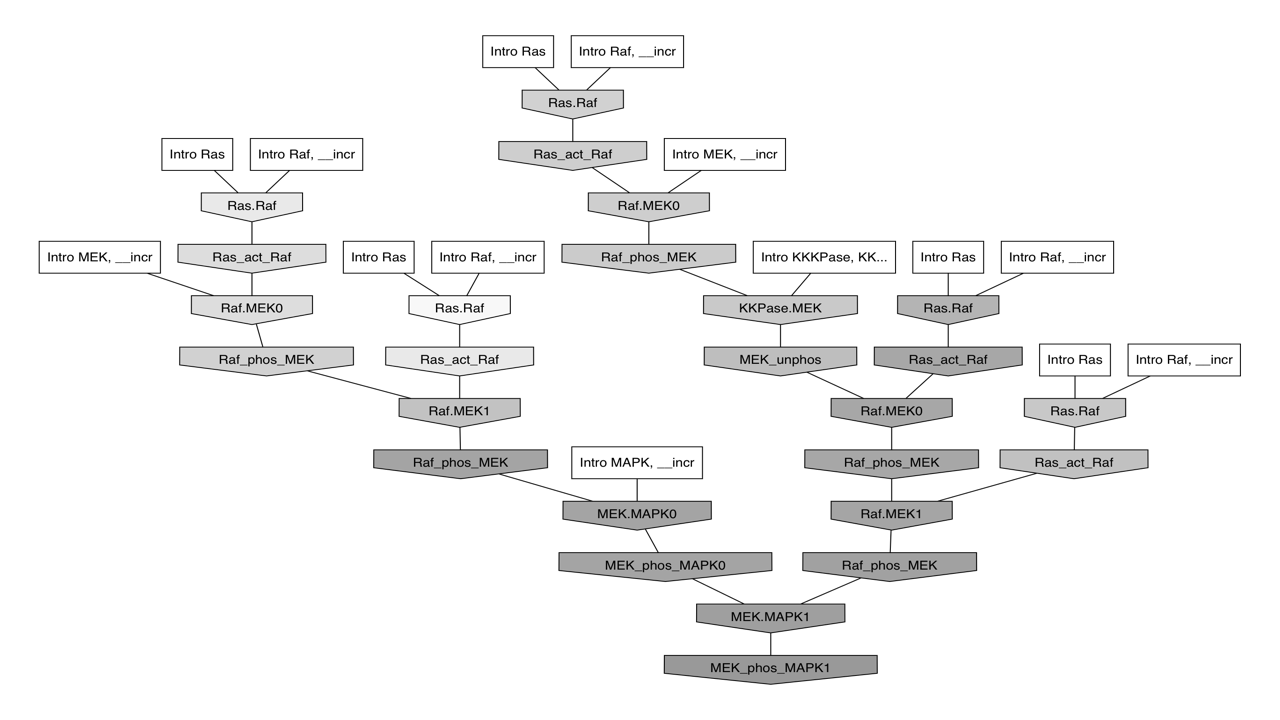 Intro Ras
Intro Raf, __incr
Ras.Raf
Intro Ras
Intro Raf, __incr
Ras_act_Raf
Intro MEK, __incr
Ras.Raf
Raf.MEK0
Intro MEK, __incr
Ras_act_Raf
Intro Ras
Intro Raf, __incr
Raf_phos_MEK
Intro KKKPase, KK...
Intro Ras
Intro Raf, __incr
Raf.MEK0
Ras.Raf
KKPase.MEK
Ras.Raf
Raf_phos_MEK
Ras_act_Raf
MEK_unphos
Ras_act_Raf
Intro Ras
Intro Raf, __incr
Raf.MEK1
Raf.MEK0
Ras.Raf
Raf_phos_MEK
Intro MAPK, __incr
Raf_phos_MEK
Ras_act_Raf
MEK.MAPK0
Raf.MEK1
MEK_phos_MAPK0
Raf_phos_MEK
MEK.MAPK1
MEK_phos_MAPK1